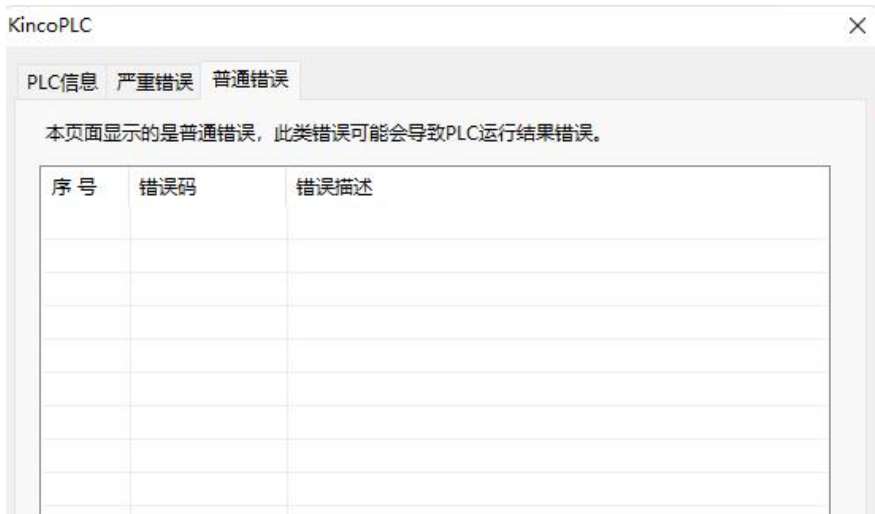 KincoPLC
PLC信息 严重错误 普通错误
本页面显示的是普通错误，此类错误可能会导致PLC运行结果错误。
序号 错误码 错误描述